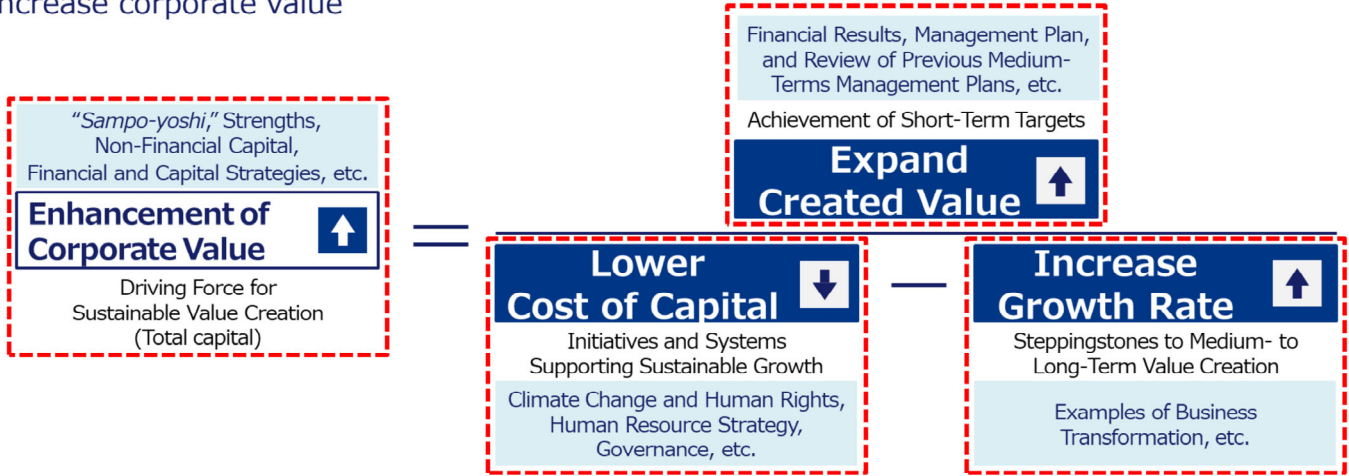 increase corporate value
"Sampo-yoshi," Strengths,
Non-Financial Capital,
Financial and Capital Strategies, etc.
Enhancement of
Corporate Value
Driving Force for
Sustainable Value Creation
(Total capital)
=
Financial Results, Management Plan,
and Review of Previous Medium-
Terms Management Plans, etc.
Achievement of Short-Term Targets
Expand
Created Value
Lower
Cost of Capital
Initiatives and Systems
Supporting Sustainable Growth
Climate Change and Human Rights,
Human Resource Strategy,
Governance, etc.
—
Increase
Growth Rate
Steppingstones to Medium- to
Long-Term Value Creation
Examples of Business
Transformation, etc.